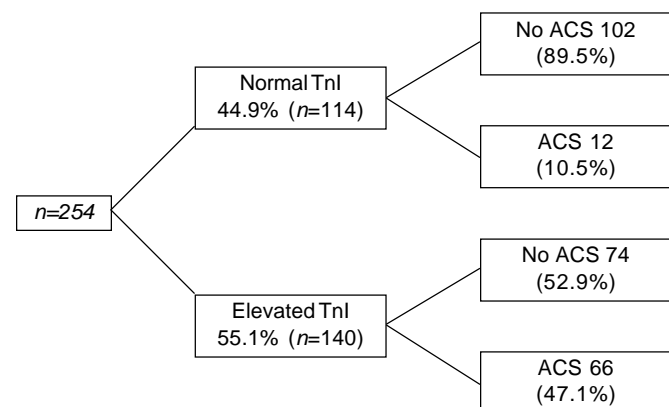 No ACS 102
(89.5%)
Normal TnI
44.9% (n=114)
ACS 12
(10.5%)
n=254
No ACS 74
(52.9%)
Elevated TnI
55.1% (n=140)
ACS 66
(47.1%)